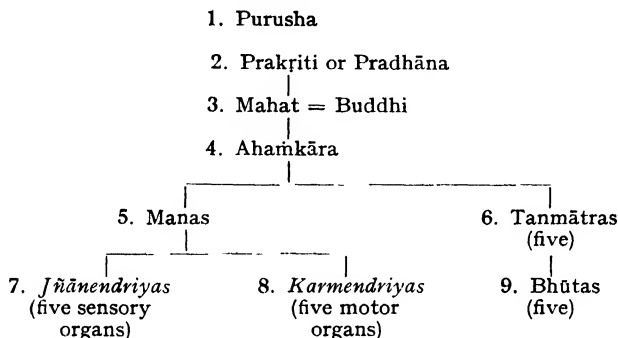 1. Purusha
2. Prakṛiti or Pradhāna
3. Mahat = Buddhi
4. Ahaṁkāra
5. Manas
6. Tanmātras
(five)
7. Jñānendriyas
(five sensory
organs)
8. Karmendriyas
(five motor
organs)
9. Bhūtas
(five)